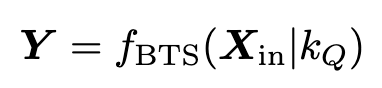 Y = f_BTS(X_in|k_Q)